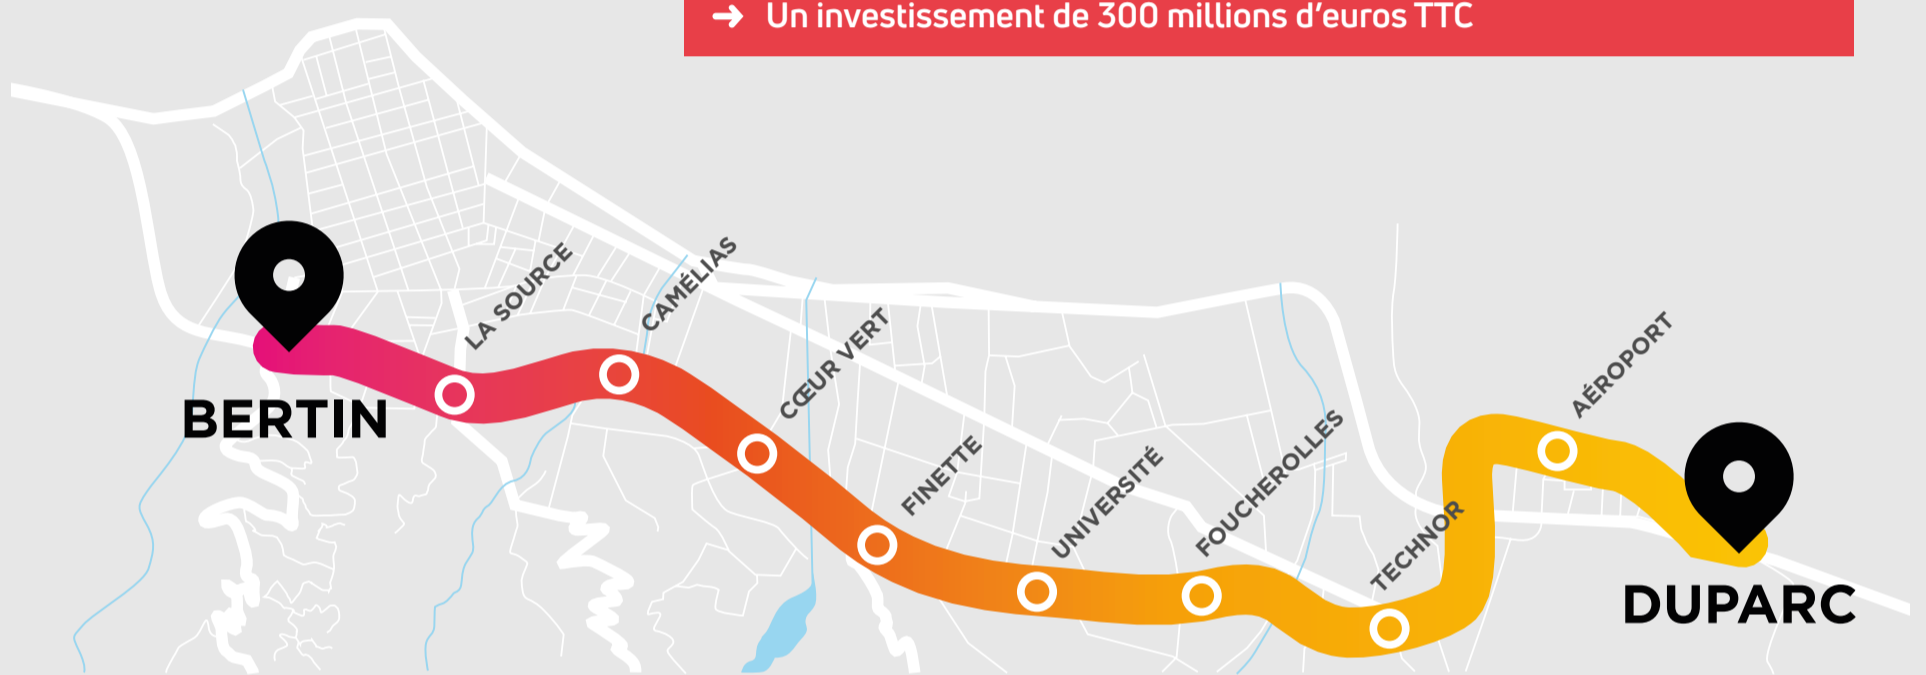 ➜ Un investissement de 300 millions d’euros TTC
BERTIN
LA SOURCE
CAMÉLIAS
CŒUR VERT
FINETTE
UNIVERSITÉ
FOUCHEROLLES
TECHNOR
AÉROPORT
DUPARC